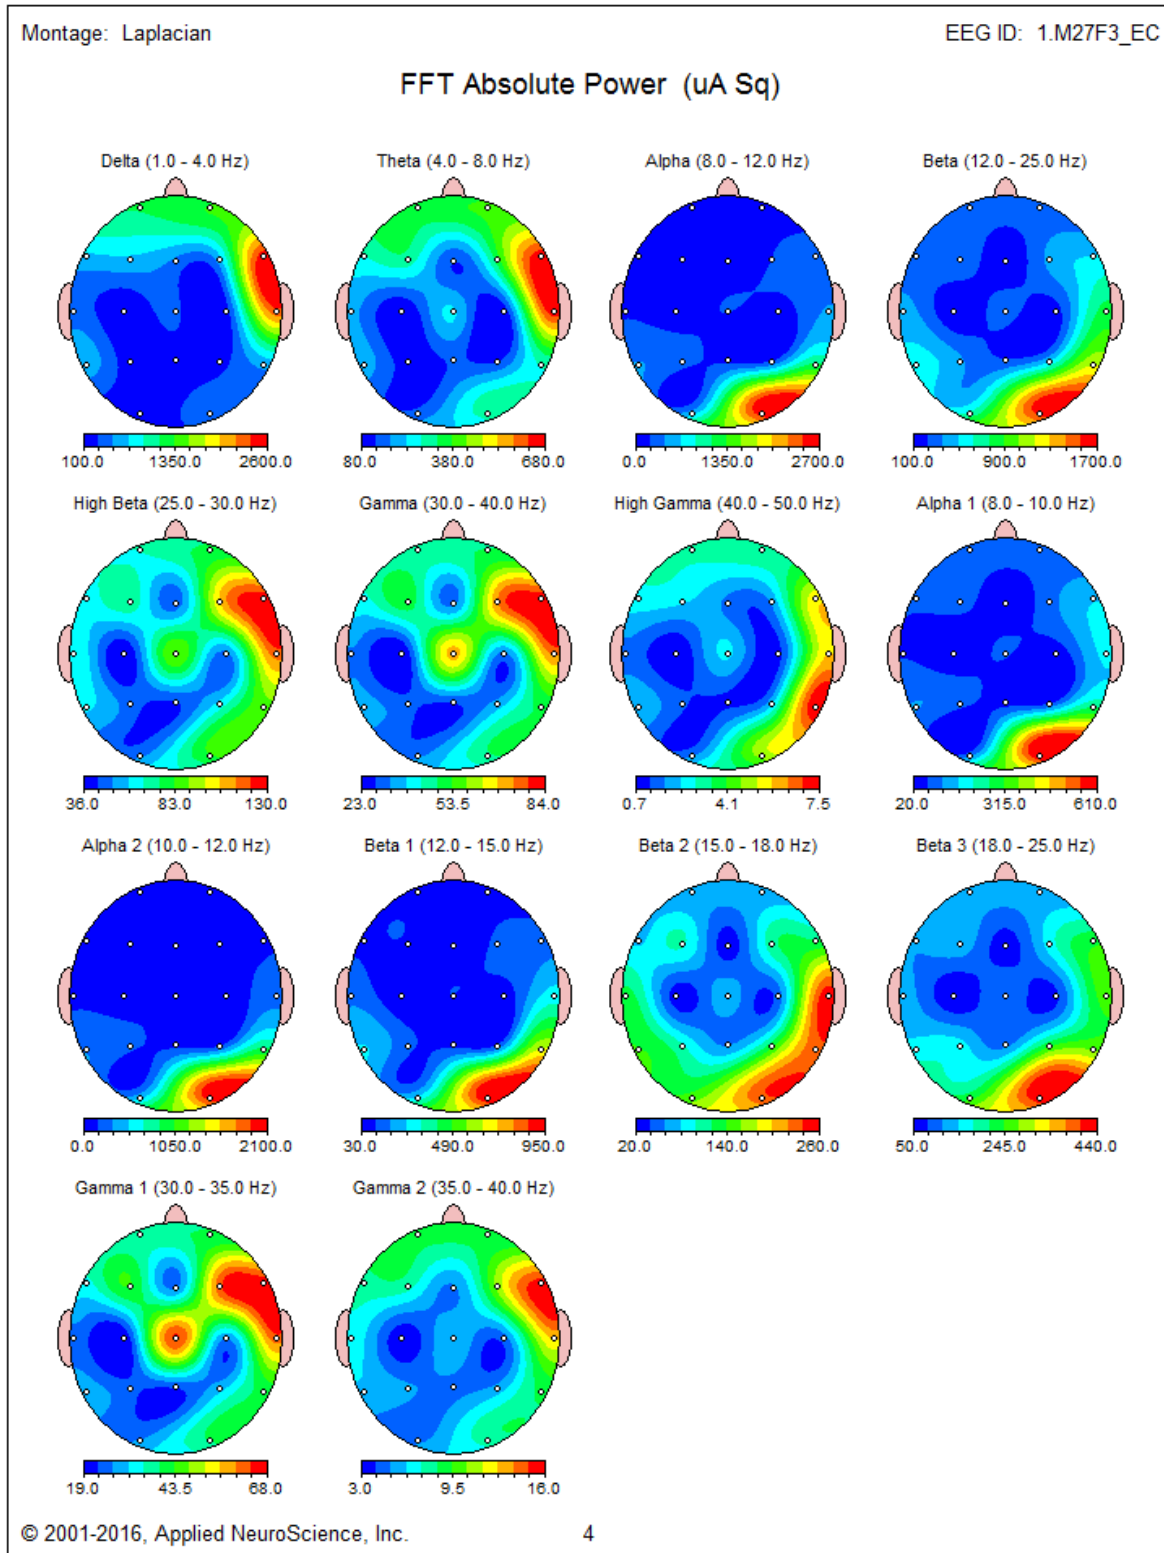 Montage: Laplacian EEG ID: 1.M27F3_EC
FFT Absolute Power (uA Sq)
Delta (1.0 - 4.0 Hz) Theta (4.0 - 8.0 Hz) Alpha (8.0 - 12.0 Hz) Beta (12.0 - 25.0 Hz)
100.0 1350.0 2600.0 80.0 380.0 680.0 0.0 1350.0 2700.0 100.0 900.0 1700.0
High Beta (25.0 - 30.0 Hz) Gamma (30.0 - 40.0 Hz) High Gamma (40.0 - 50.0 Hz) Alpha 1 (8.0 - 10.0 Hz)
36.0 83.0 130.0 23.0 53.5 84.0 0.7 4.1 7.5 20.0 315.0 610.0
Alpha 2 (10.0 - 12.0 Hz) Beta 1 (12.0 - 15.0 Hz) Beta 2 (15.0 - 18.0 Hz) Beta 3 (18.0 - 25.0 Hz)
0.0 1050.0 2100.0 30.0 490.0 950.0 20.0 140.0 260.0 50.0 245.0 440.0
Gamma 1 (30.0 - 35.0 Hz) Gamma 2 (35.0 - 40.0 Hz)
19.0 43.5 68.0 3.0 9.5 16.0
© 2001-2016, Applied NeuroScience, Inc. 4